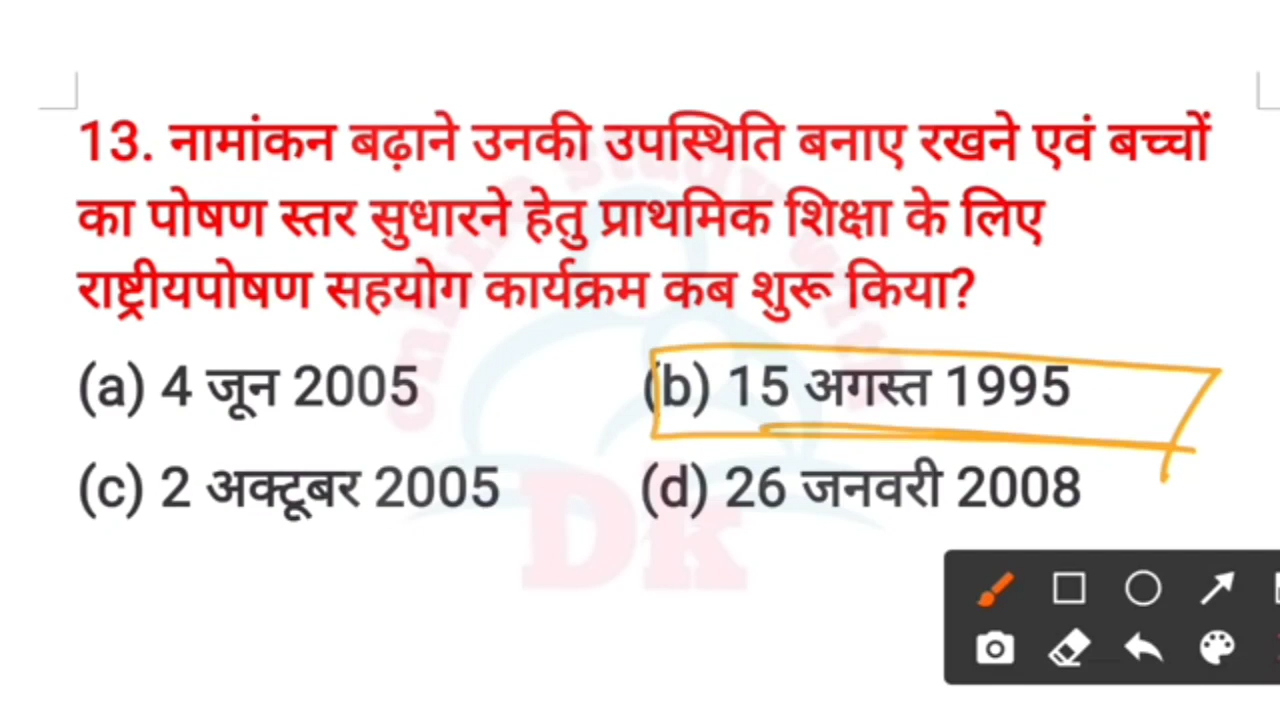 13. नामांकन बढ़ाने उनकी उपस्थिति बनाए रखने एवं बच्चों
का पोषण स्तर सुधारने हेतु प्राथमिक शिक्षा के लिए
राष्ट्रीयपोषण सहयोग कार्यक्रम कब शुरू किया?
(a) 4 जून 2005 (b) 15 अगस्त 1995
(c) 2 अक्टूबर 2005 (d) 26 जनवरी 2008
Dk